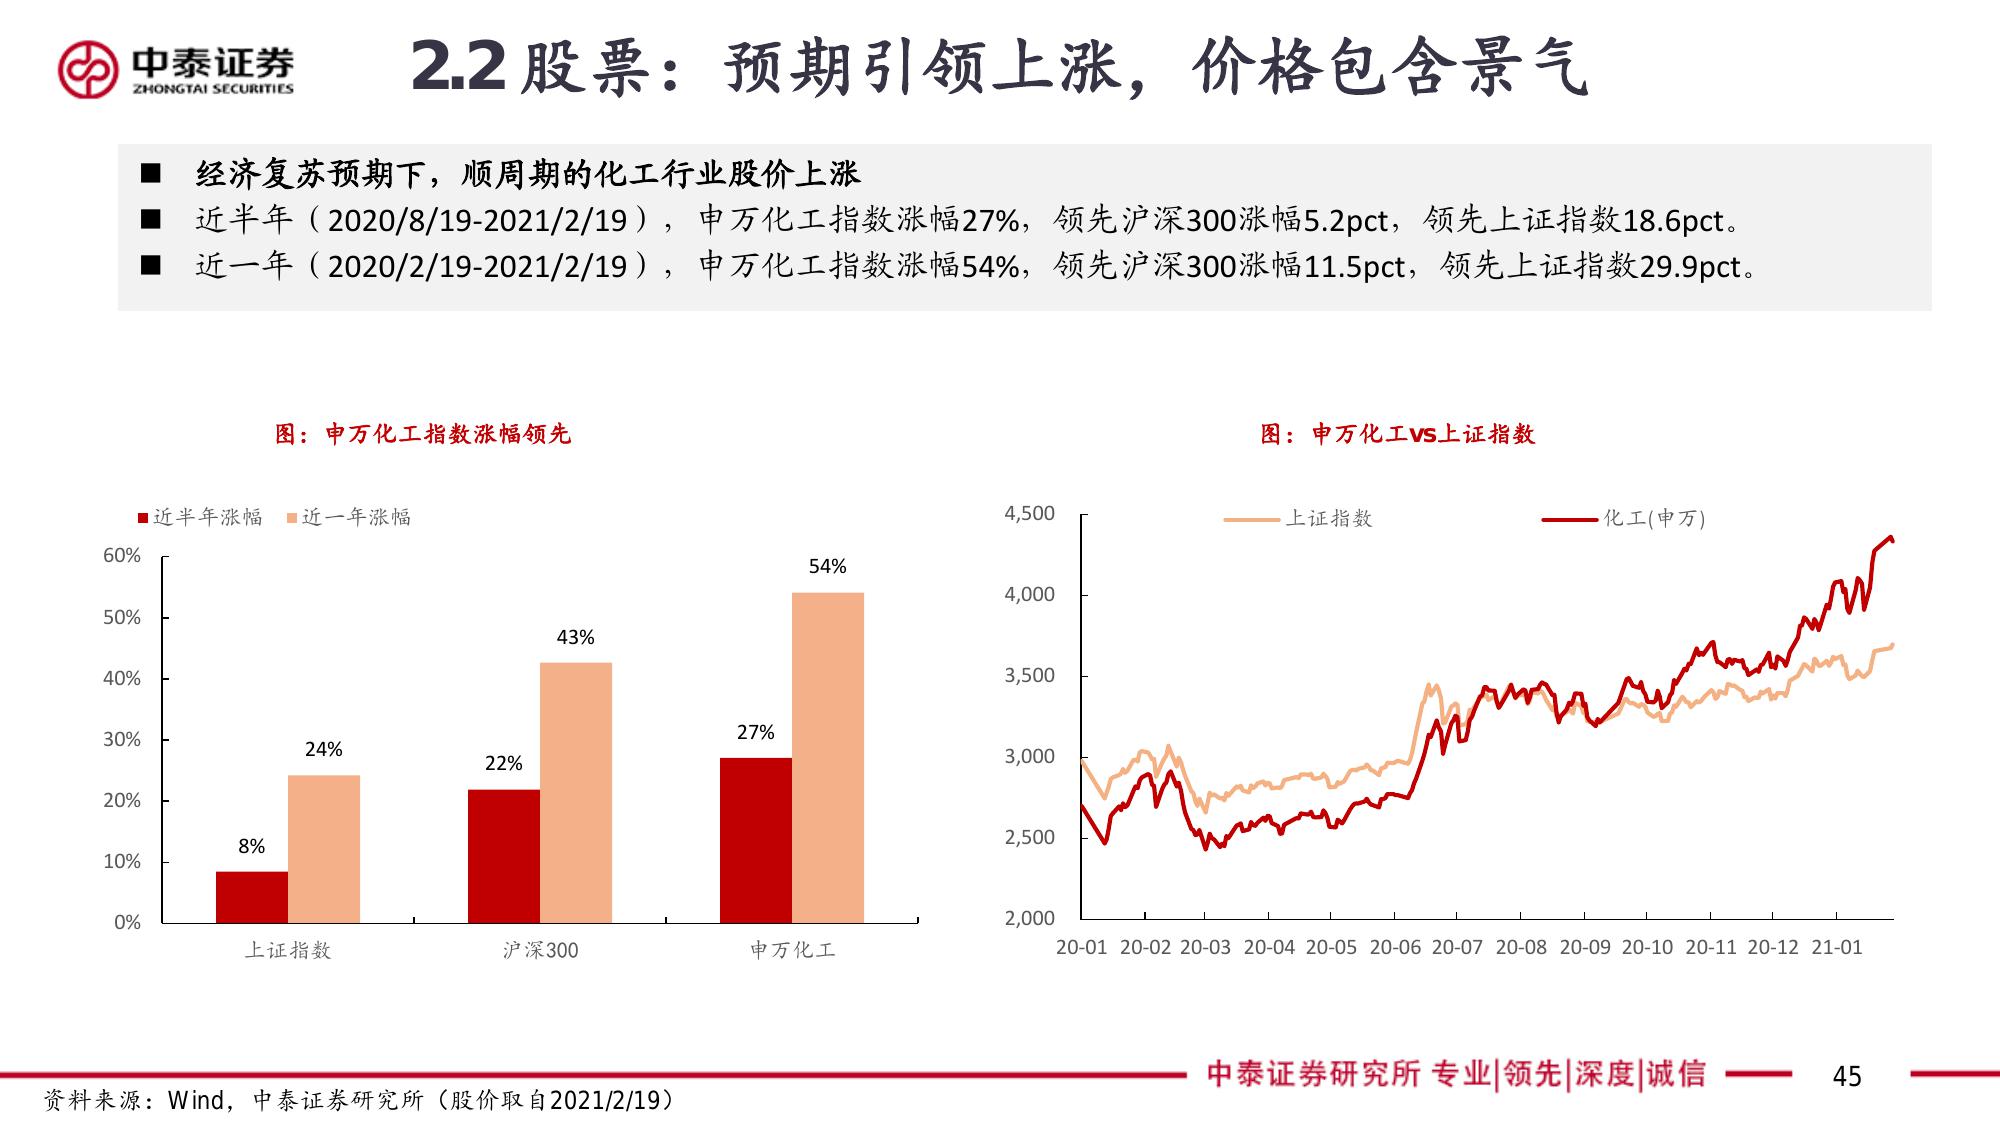 中泰证券
ZHONGTAI SECURITIES
2.2 股票：预期引领上涨，价格包含景气
■ 经济复苏预期下，顺周期的化工行业股价上涨
■ 近半年（2020/8/19-2021/2/19），申万化工指数涨幅27%，领先沪深300涨幅5.2pct，领先上证指数18.6pct。
■ 近一年（2020/2/19-2021/2/19），申万化工指数涨幅54%，领先沪深300涨幅11.5pct，领先上证指数29.9pct。
图：申万化工指数涨幅领先
近半年涨幅 近一年涨幅
60%
50%
40%
30%
20%
10%
0%
8%
24%
22%
43%
27%
54%
上证指数 沪深300 申万化工
图：申万化工vs上证指数
上证指数 化工(申万)
4,500
4,000
3,500
3,000
2,500
2,000
20-01 20-02 20-03 20-04 20-05 20-06 20-07 20-08 20-09 20-10 20-11 20-12 21-01
中泰证券研究所 专业|领先|深度|诚信
45
资料来源：Wind，中泰证券研究所（股价取自2021/2/19）